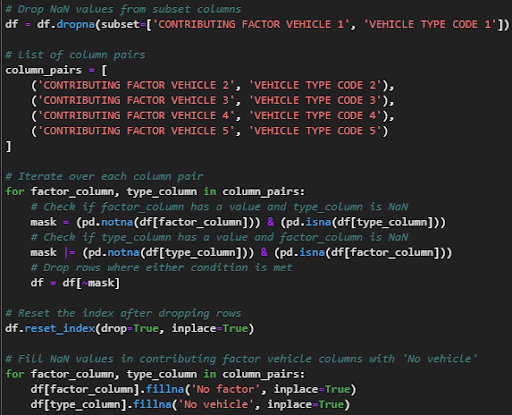 # Drop NaN values from subset columns
df = df.dropna(subset=['CONTRIBUTING FACTOR VEHICLE 1', 'VEHICLE TYPE CODE 1'])
# List of column pairs
column_pairs = [
    ('CONTRIBUTING FACTOR VEHICLE 2', 'VEHICLE TYPE CODE 2'),
    ('CONTRIBUTING FACTOR VEHICLE 3', 'VEHICLE TYPE CODE 3'),
    ('CONTRIBUTING FACTOR VEHICLE 4', 'VEHICLE TYPE CODE 4'),
    ('CONTRIBUTING FACTOR VEHICLE 5', 'VEHICLE TYPE CODE 5')
]
# Iterate over each column pair
for factor_column, type_column in column_pairs:
    # Check if factor_column has a value and type_column is NaN
    mask = (pd.notna(df[factor_column])) & (pd.isna(df[type_column]))
    # Check if type_column has a value and factor_column is NaN
    mask |= (pd.notna(df[type_column])) & (pd.isna(df[factor_column]))
    # Drop rows where either condition is met
    df = df[~mask]
# Reset the index after dropping rows
df.reset_index(drop=True, inplace=True)
# Fill NaN values in contributing factor vehicle columns with 'No vehicle'
for factor_column, type_column in column_pairs:
    df[factor_column].fillna('No factor', inplace=True)
    df[type_column].fillna('No vehicle', inplace=True)